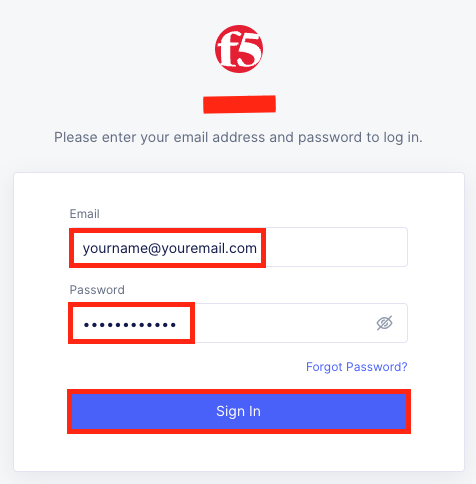 f5
Please enter your email address and password to log in.
Email
yourname@youremail.com
Password
••••••••••••
Forgot Password?
Sign In